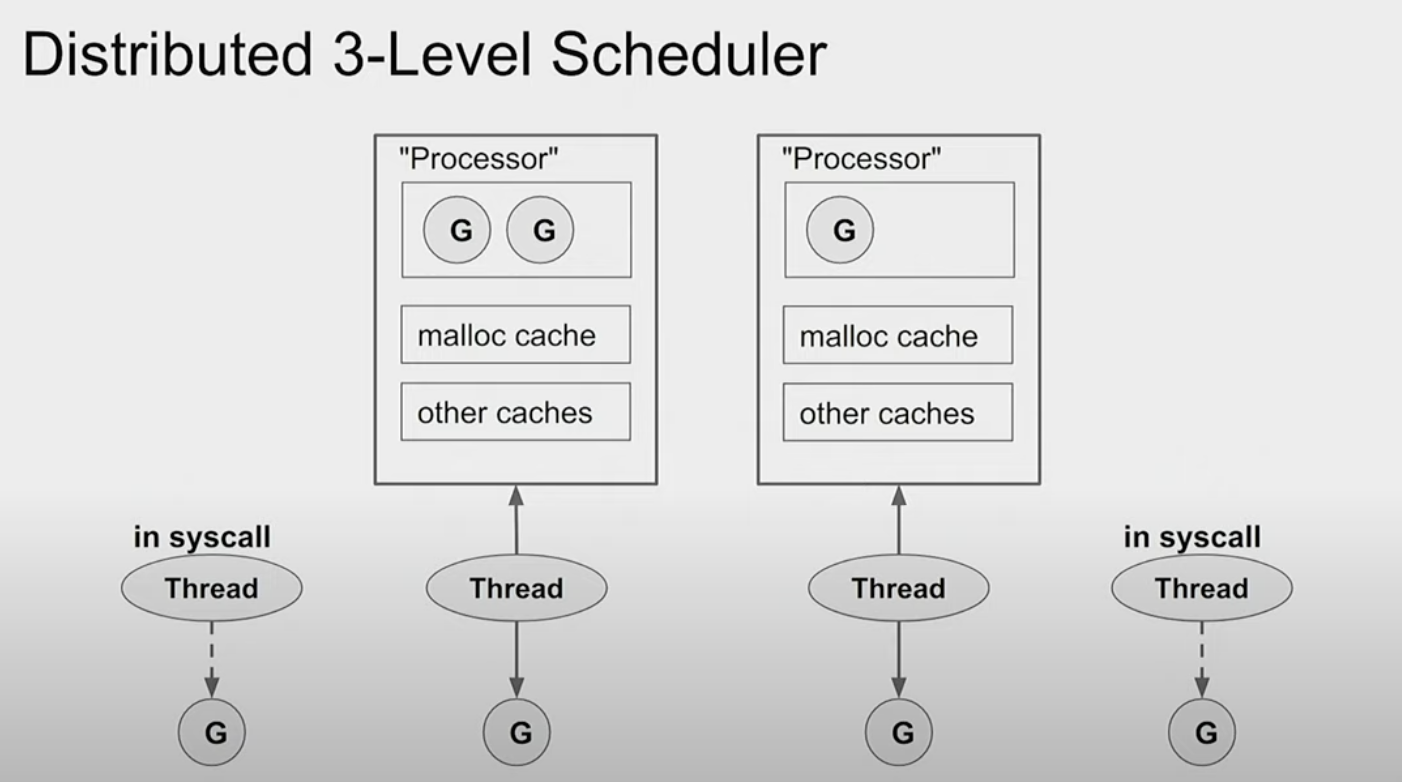 Distributed 3-Level Scheduler
"Processor"
"Processor"
G G
G
malloc cache
malloc cache
other caches
other caches
in syscall
in syscall
Thread
Thread
Thread
Thread
G
G
G
G